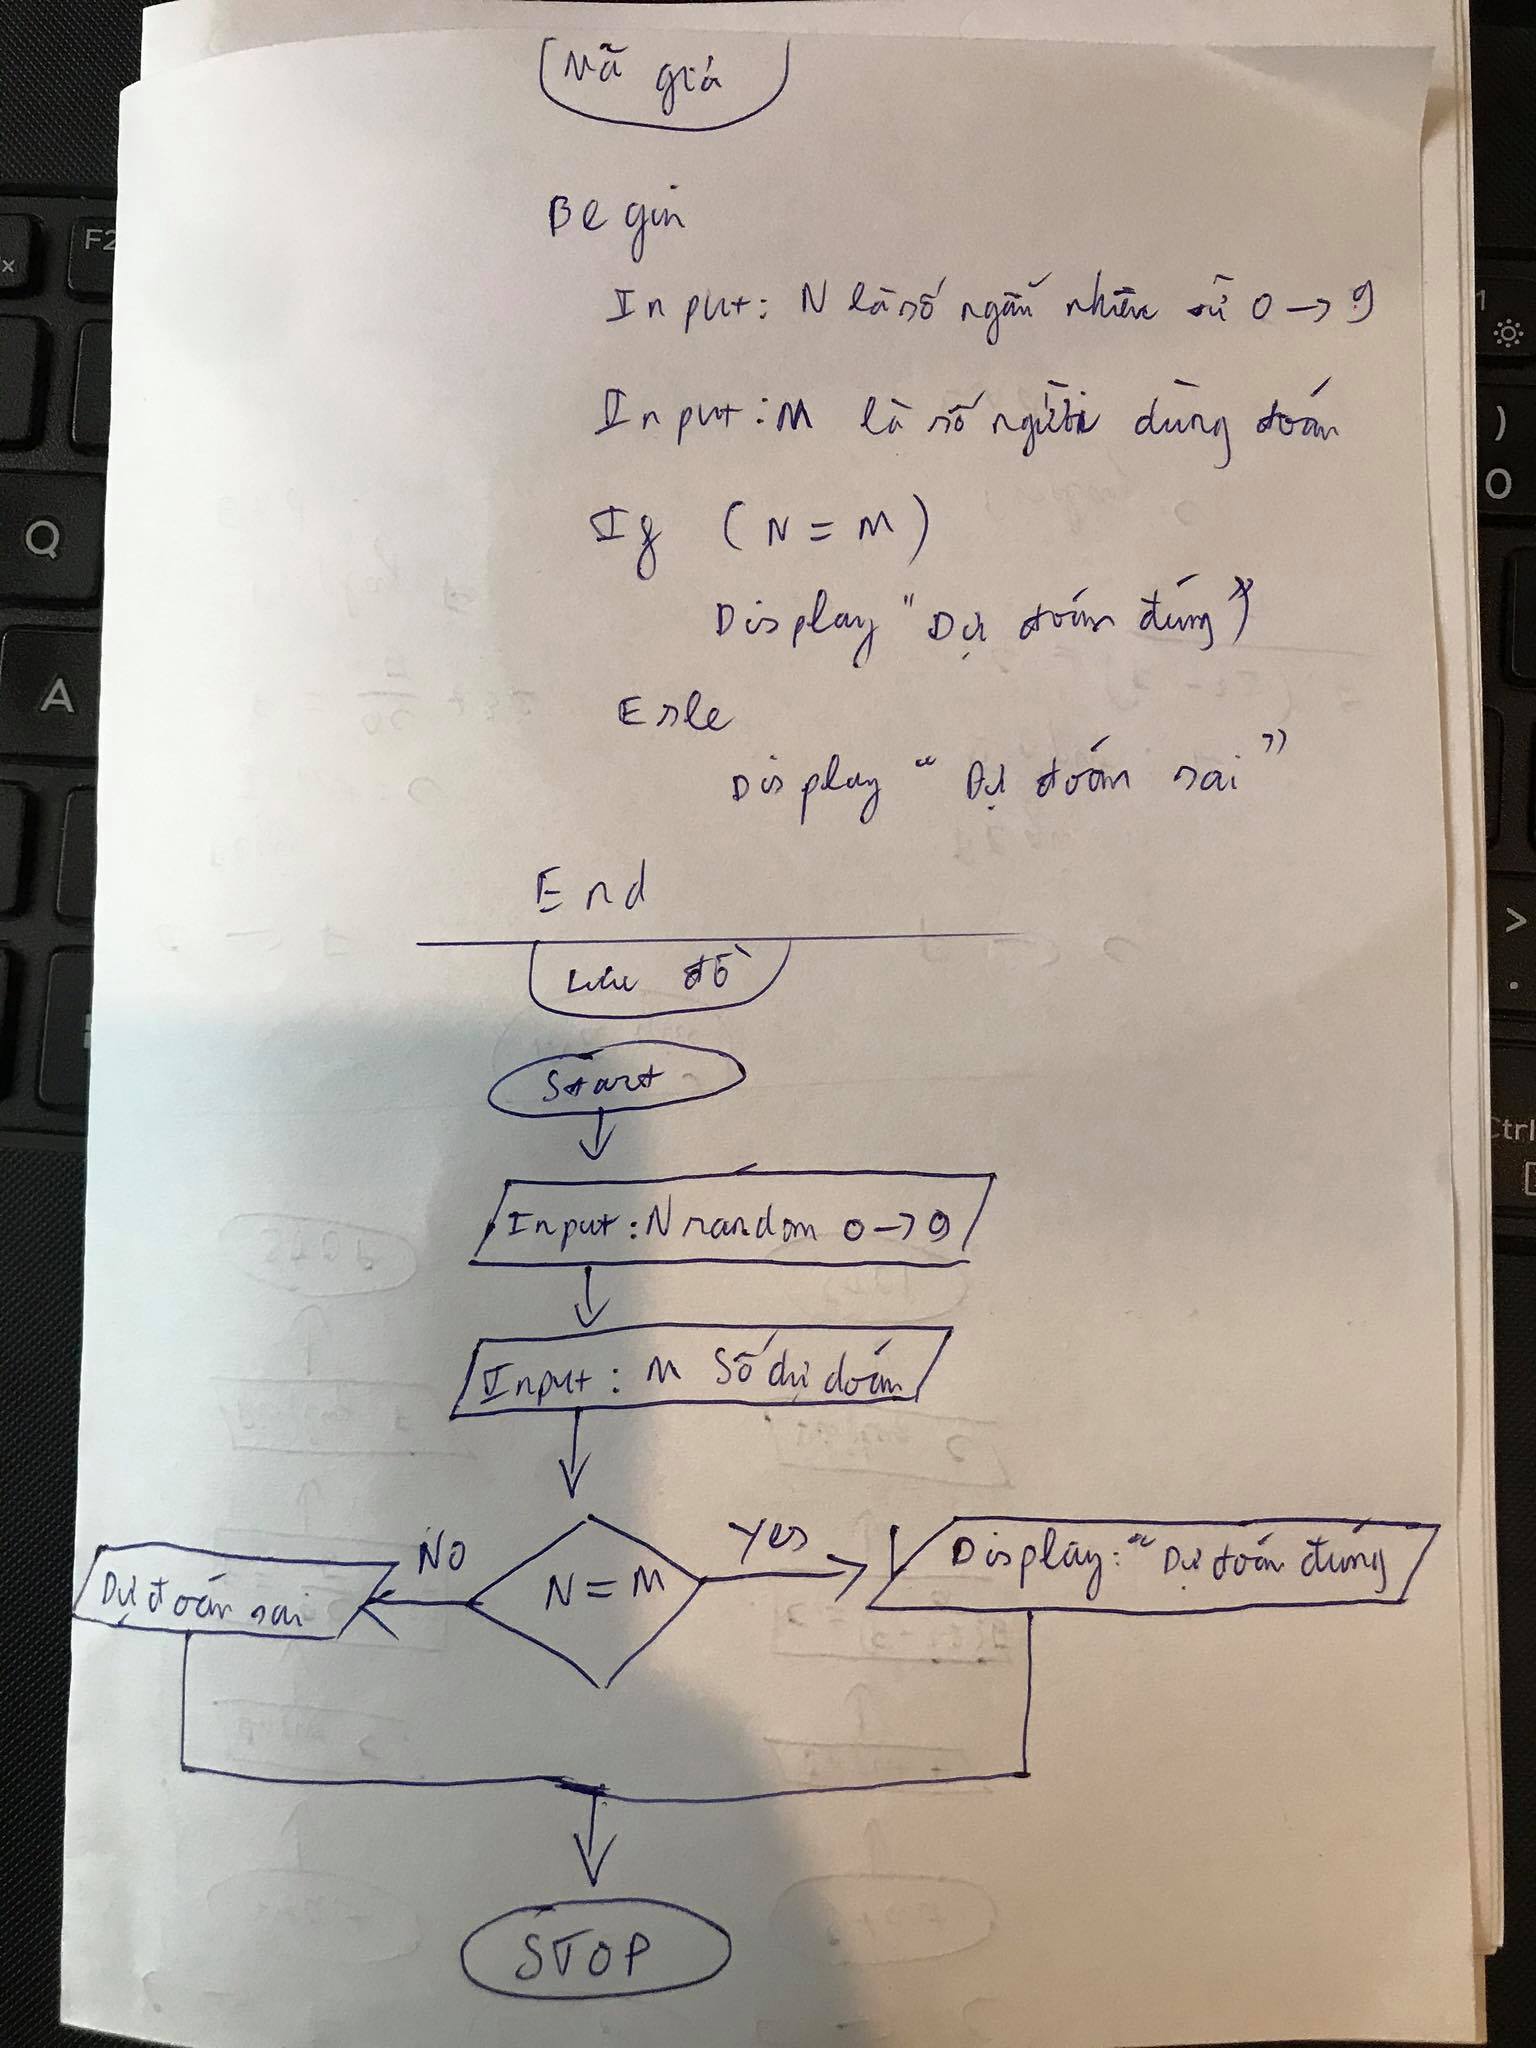 Mã giả
Begin
Input: N là số ngẫu nhiên từ 0 → 9
Input: M là số người dùng đoán
If (N = M)
Display "Dự đoán đúng"
Esle
Display "Dự đoán sai"
End
Lưu đồ
Start
Input: N random 0 → 9
Input: M Số dự đoán
N = M
NO
Yes
Dự đoán sai
Display: "Dự đoán đúng
STOP